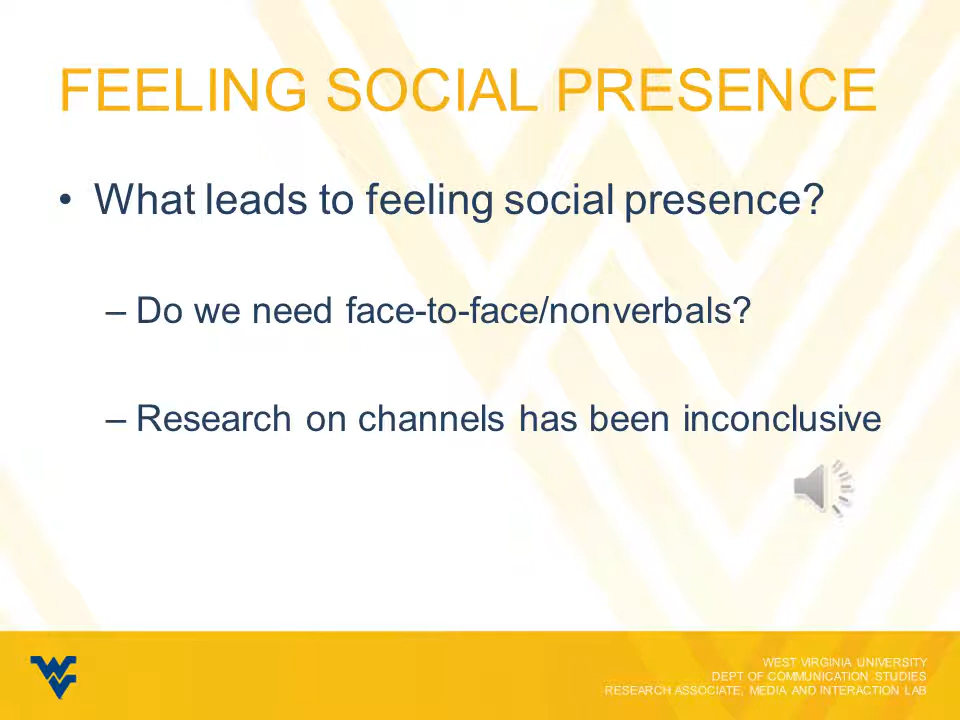 FEELING SOCIAL PRESENCE
• What leads to feeling social presence?
– Do we need face-to-face/nonverbals?
– Research on channels has been inconclusive
WEST VIRGINIA UNIVERSITY
DEPT OF COMMUNICATION STUDIES
RESEARCH ASSOCIATE, MEDIA AND INTERACTION LAB